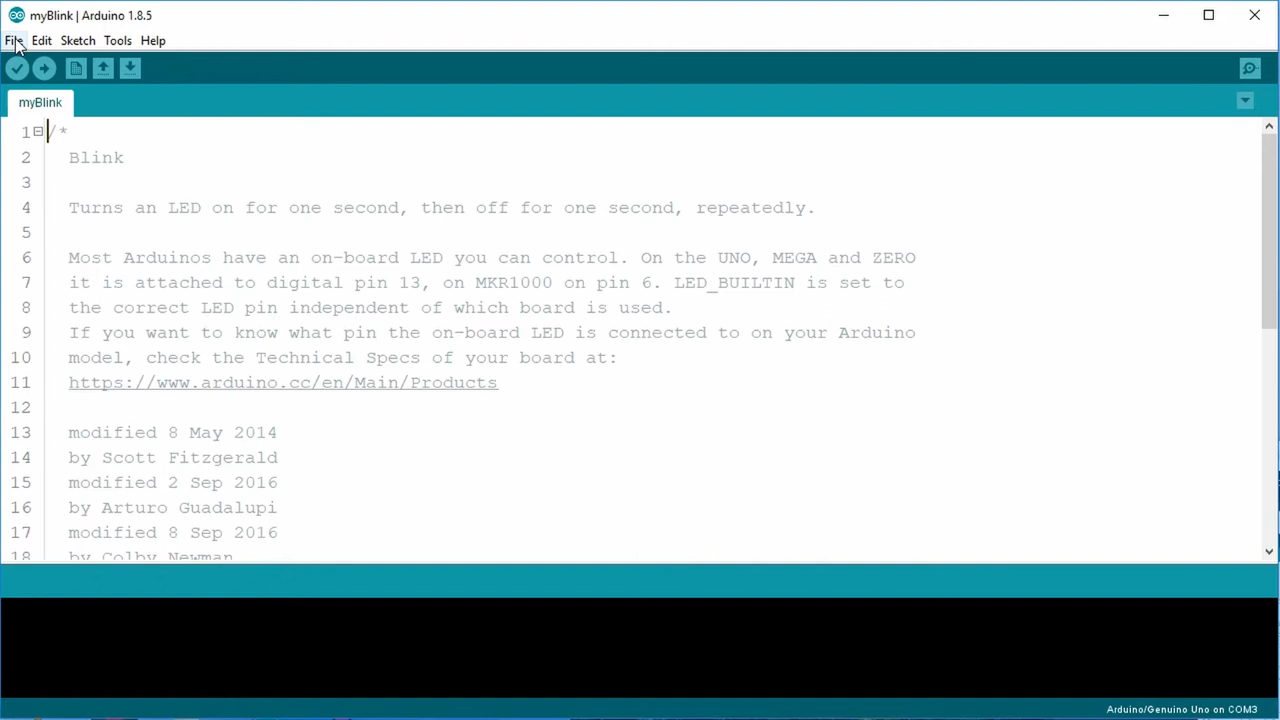 myBlink | Arduino 1.8.5
File Edit Sketch Tools Help
myBlink
1 /*
2 Blink
3
4 Turns an LED on for one second, then off for one second, repeatedly.
5
6 Most Arduinos have an on-board LED you can control. On the UNO, MEGA and ZERO
7 it is attached to digital pin 13, on MKR1000 on pin 6. LED_BUILTIN is set to
8 the correct LED pin independent of which board is used.
9 If you want to know what pin the on-board LED is connected to on your Arduino
10 model, check the Technical Specs of your board at:
11 https://www.arduino.cc/en/Main/Products
12
13 modified 8 May 2014
14 by Scott Fitzgerald
15 modified 2 Sep 2016
16 by Arturo Guadalupi
17 modified 8 Sep 2016
18 by Colby Newman
Arduino/Genuino Uno on COM3